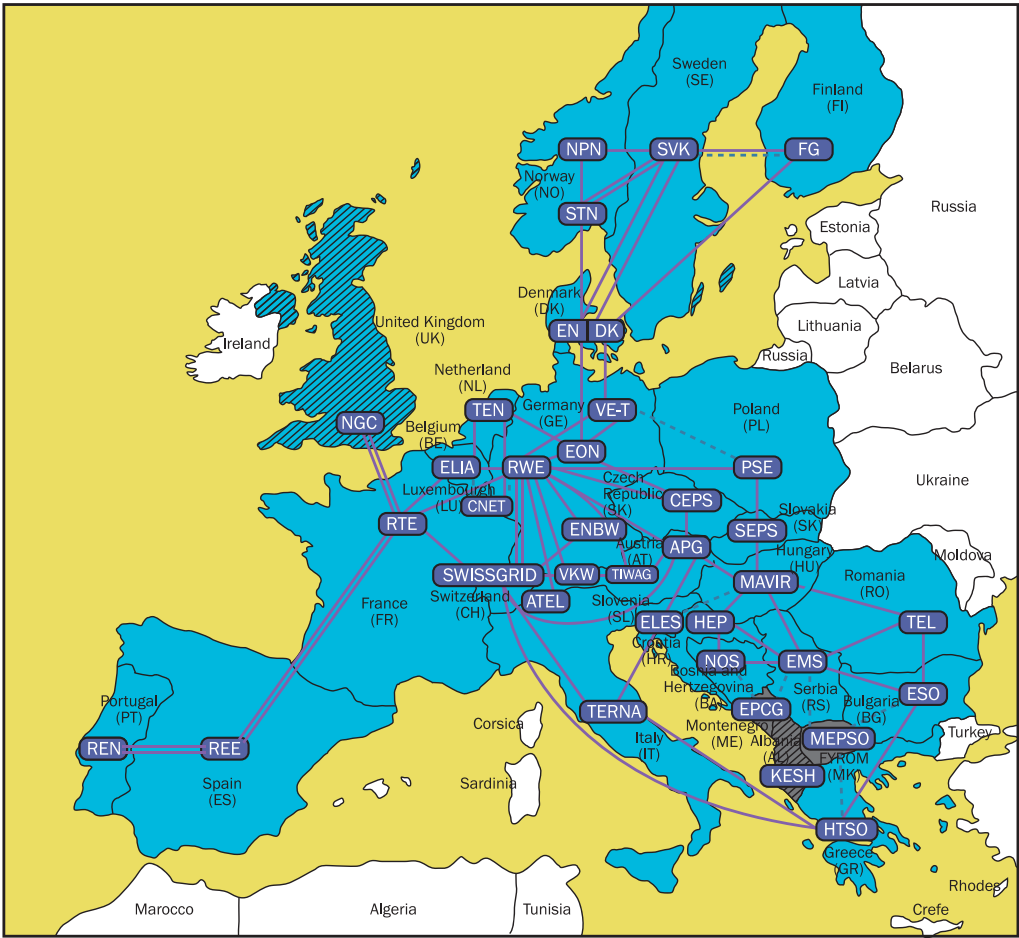 Sweden
(SE)
Finland
(FI)
NPN
SVK
FG
Norway
(NO)
Russia
STN
Estonia
Latvia
Denmark
(DK)
United Kingdom
(UK)
Ireland
EN
DK
Lithuania
Russia
Belarus
Netherland
(NL)
TEN
Germany
(GE)
VE-T
Poland
(PL)
NGC
Belgium
(BE)
EON
ELIA
RWE
PSE
Ukraine
Luxembourgh
(LU)
CNET
Czech
Republic
(SK)
CEPS
Slovakia
(SK)
RTE
ENBW
SEPS
Austria
(AT)
APG
Hungary
(HU)
Moldova
SWISSGRID
VKW
TIWAG
MAVIR
Romania
(RO)
Switzerland
(CH)
ATEL
Slovenia
(SL)
France
(FR)
ELES
HEP
TEL
Croatia
(HR)
NOS
EMS
Bosnia and
Hertzegovina
(BA)
Serbia
(RS)
Bulgaria
(BG)
ESO
Portugal
(PT)
TERNA
EPCG
Corsica
Montenegro
(ME)
Turkey
REN
REE
Italy
(IT)
Albania
(AL)
MEPSO
FYROM
(MK)
Spain
(ES)
Sardinia
KESH
HTSO
Greece
(GR)
Rhodes
Marocco
Algeria
Tunisia
Crefe